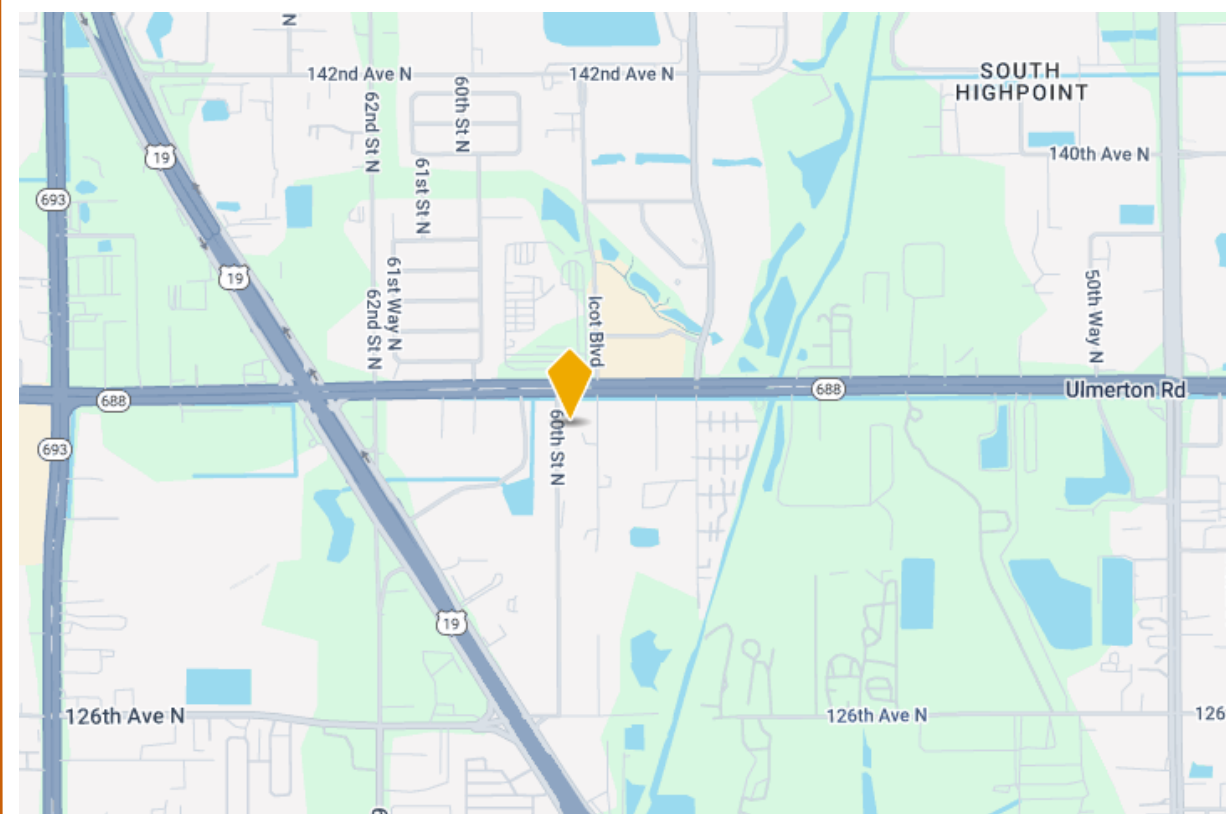 N
142nd Ave N
142nd Ave N
SOUTH
HIGHPOINT
60th St N
62nd St N
19
140th Ave N
61st St N
693
19
61st Way N
50th Way N
62nd St N
Icot Blvd
688
688
Ulmerton Rd
60th St N
693
19
126th Ave N
126th Ave N
126